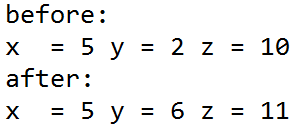 before:
x  = 5 y = 2 z = 10
after:
x  = 5 y = 6 z = 11